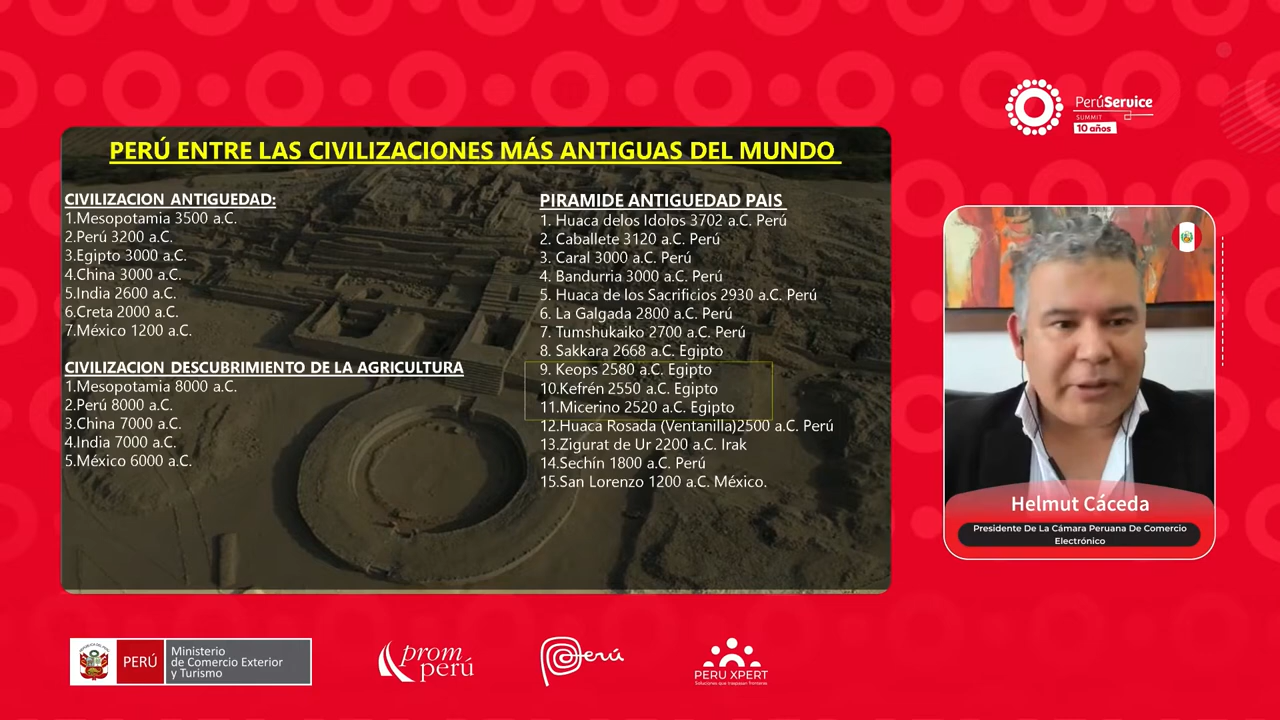 PERÚ ENTRE LAS CIVILIZACIONES MÁS ANTIGUAS DEL MUNDO
CIVILIZACION ANTIGUEDAD:
1.Mesopotamia 3500 a.C.
2.Perú 3200 a.C.
3.Egipto 3000 a.C.
4.China 3000 a.C.
5.India 2600 a.C.
6.Creta 2000 a.C.
7.México 1200 a.C.
CIVILIZACION DESCUBRIMIENTO DE LA AGRICULTURA
1.Mesopotamia 8000 a.C.
2.Perú 8000 a.C.
3.China 7000 a.C.
4.India 7000 a.C.
5.México 6000 a.C.
PIRAMIDE ANTIGUEDAD PAIS
1. Huaca delos Idolos 3702 a.C. Perú
2. Caballete 3120 a.C. Perú
3. Caral 3000 a.C. Perú
4. Bandurria 3000 a.C. Perú
5. Huaca de los Sacrificios 2930 a.C. Perú
6. La Galgada 2800 a.C. Perú
7. Tumshukaiko 2700 a.C. Perú
8. Sakkara 2668 a.C. Egipto
9. Keops 2580 a.C. Egipto
10.Kefrén 2550 a.C. Egipto
11.Micerino 2520 a.C. Egipto
12.Huaca Rosada (Ventanilla)2500 a.C. Perú
13.Zigurat de Ur 2200 a.C. Irak
14.Sechín 1800 a.C. Perú
15.San Lorenzo 1200 a.C. México.
PerúService
SUMMIT
10 años
Helmut Cáceda
Presidente De La Cámara Peruana De Comercio
Electrónico
PERÚ
Ministerio
de Comercio Exterior
y Turismo
prom
perú
Perú
PERU XPERT
Soluciones que traspasan fronteras